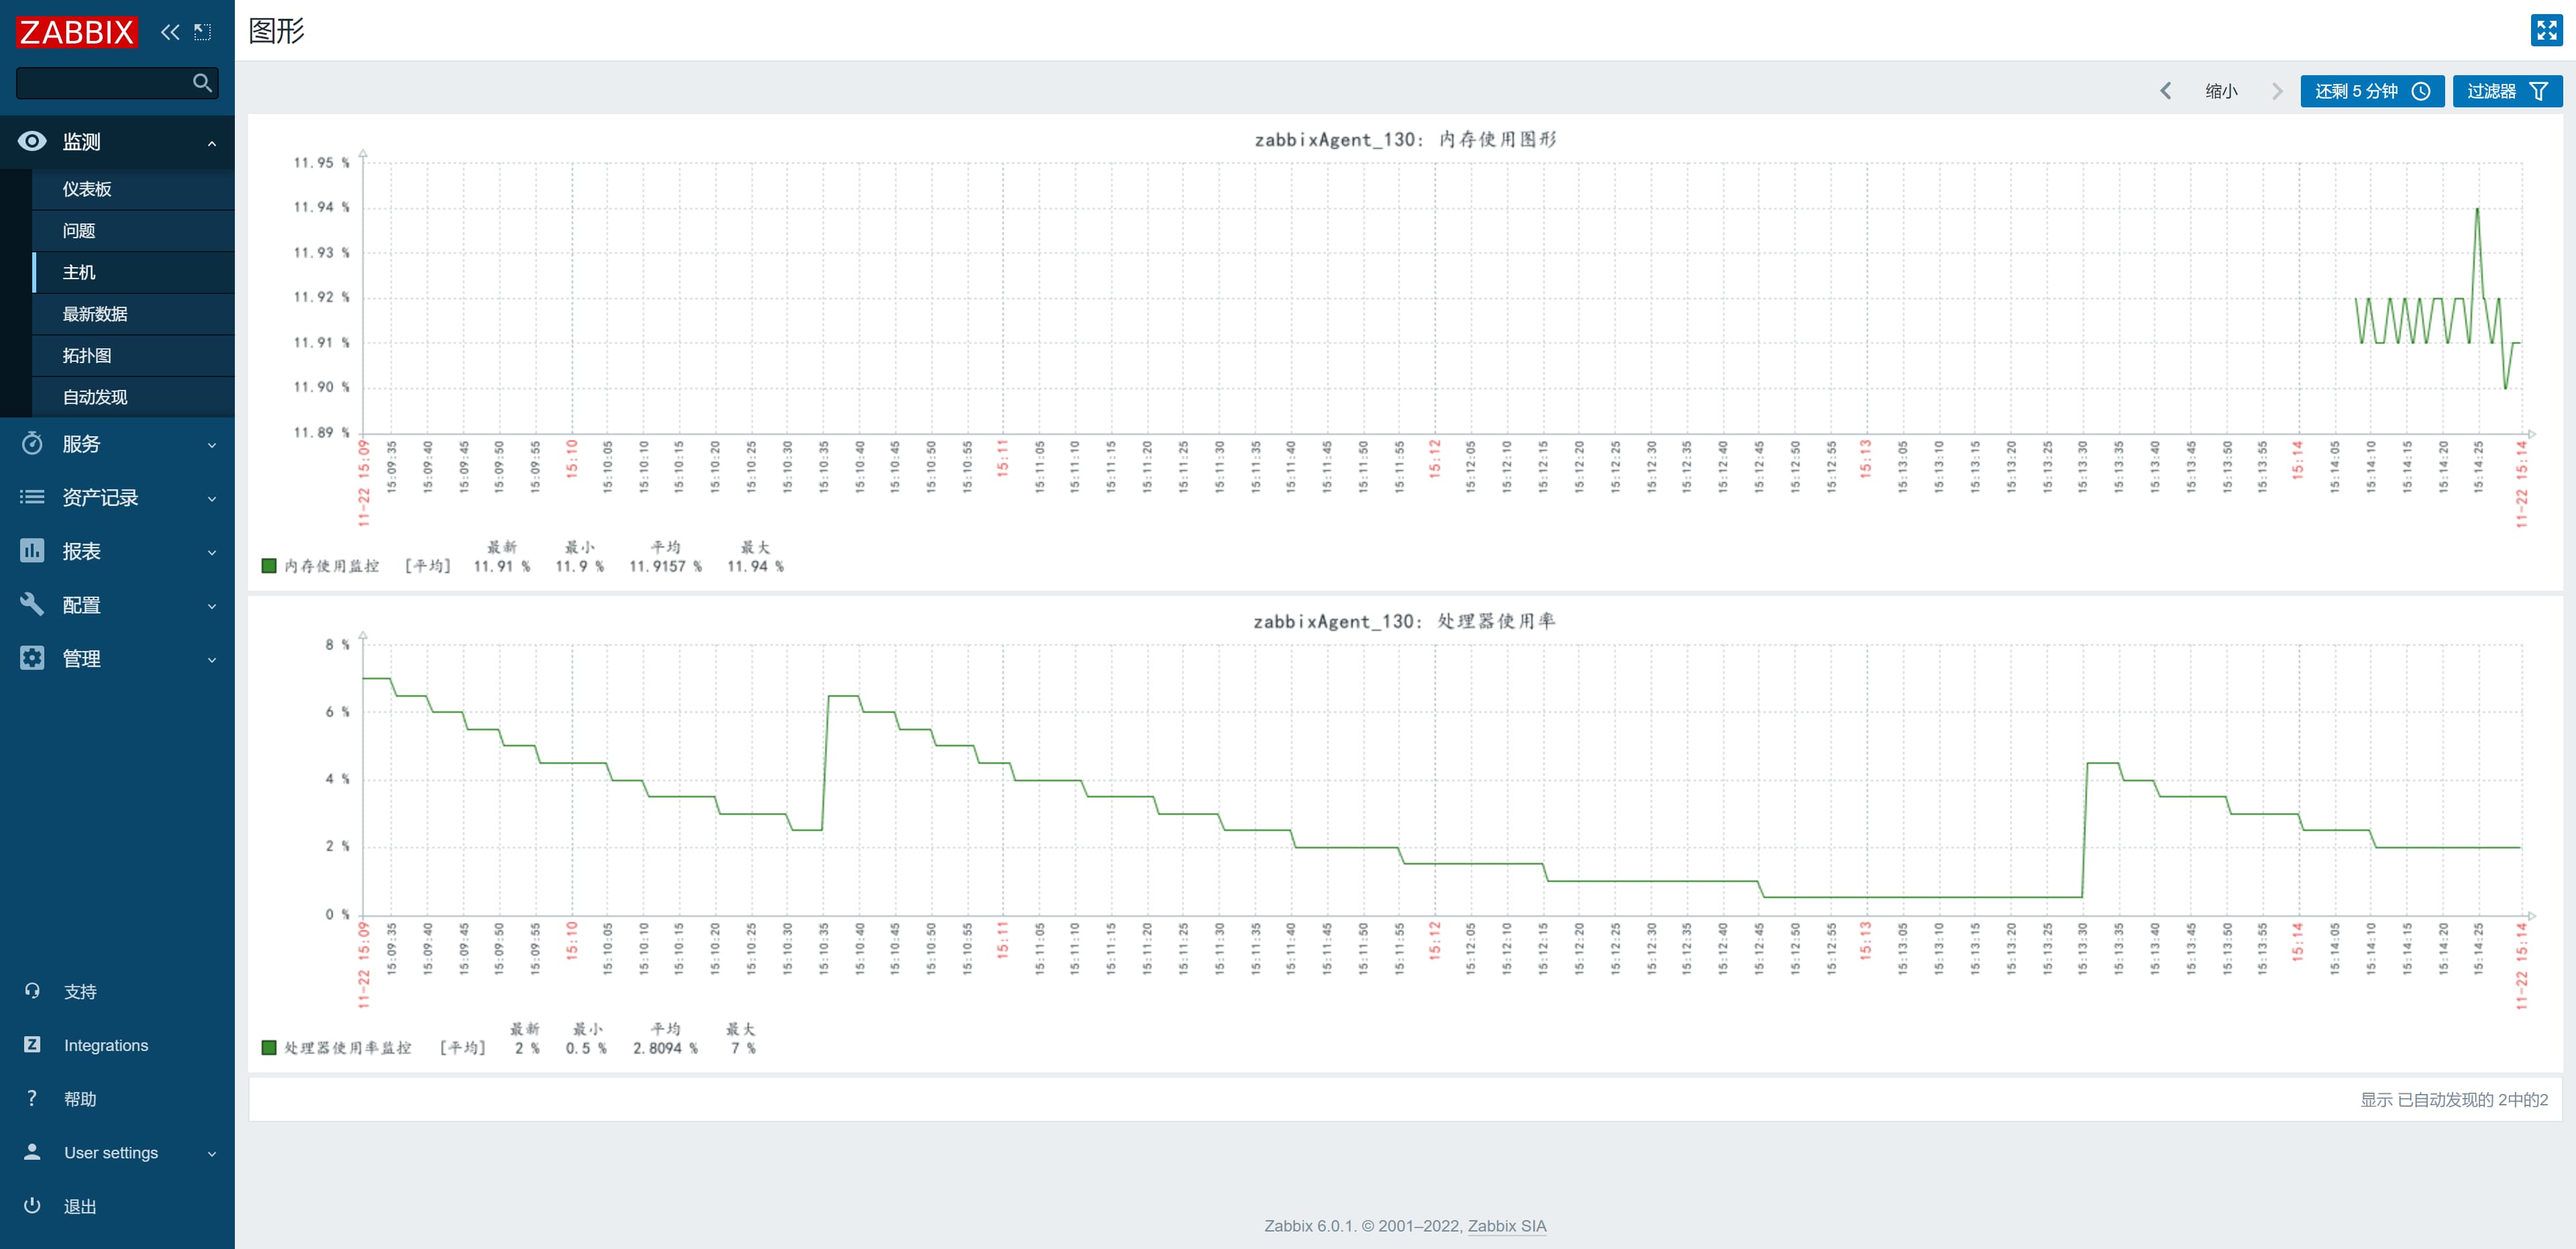 ZABBIX
监测
仪表板
问题
主机
最新数据
拓扑图
自动发现
服务
资产记录
报表
配置
管理
支持
Integrations
帮助
User settings
退出
图形
缩小
还剩 5 分钟
过滤器
zabbixAgent_130: 内存使用图形
11.95 %
11.94 %
11.93 %
11.92 %
11.91 %
11.90 %
11.89 %
11-22 15:09 15:09:35 15:09:40 15:09:45 15:09:50 15:09:55 15:10 15:10:05 15:10:10 15:10:15 15:10:20 15:10:25 15:10:30 15:10:35 15:10:40 15:10:45 15:10:50 15:10:55 15:11 15:11:05 15:11:10 15:11:15 15:11:20 15:11:25 15:11:30 15:11:35 15:11:40 15:11:45 15:11:50 15:11:55 15:12 15:12:05 15:12:10 15:12:15 15:12:20 15:12:25 15:12:30 15:12:35 15:12:40 15:12:45 15:12:50 15:12:55 15:13 15:13:05 15:13:10 15:13:15 15:13:20 15:13:25 15:13:30 15:13:35 15:13:40 15:13:45 15:13:50 15:13:55 15:14 15:14:05 15:14:10 15:14:15 15:14:20 15:14:25 11-22 15:14
最新 最小 平均 最大
内存使用监控 [平均] 11.91 % 11.9 % 11.9157 % 11.94 %
zabbixAgent_130: 处理器使用率
8 %
6 %
4 %
2 %
0 %
11-22 15:09 15:09:35 15:09:40 15:09:45 15:09:50 15:09:55 15:10 15:10:05 15:10:10 15:10:15 15:10:20 15:10:25 15:10:30 15:10:35 15:10:40 15:10:45 15:10:50 15:10:55 15:11 15:11:05 15:11:10 15:11:15 15:11:20 15:11:25 15:11:30 15:11:35 15:11:40 15:11:45 15:11:50 15:11:55 15:12 15:12:05 15:12:10 15:12:15 15:12:20 15:12:25 15:12:30 15:12:35 15:12:40 15:12:45 15:12:50 15:12:55 15:13 15:13:05 15:13:10 15:13:15 15:13:20 15:13:25 15:13:30 15:13:35 15:13:40 15:13:45 15:13:50 15:13:55 15:14 15:14:05 15:14:10 15:14:15 15:14:20 15:14:25 11-22 15:14
最新 最小 平均 最大
处理器使用率监控 [平均] 2 % 0.5 % 2.8094 % 7 %
显示 已自动发现的 2中的2
Zabbix 6.0.1. © 2001–2022, Zabbix SIA